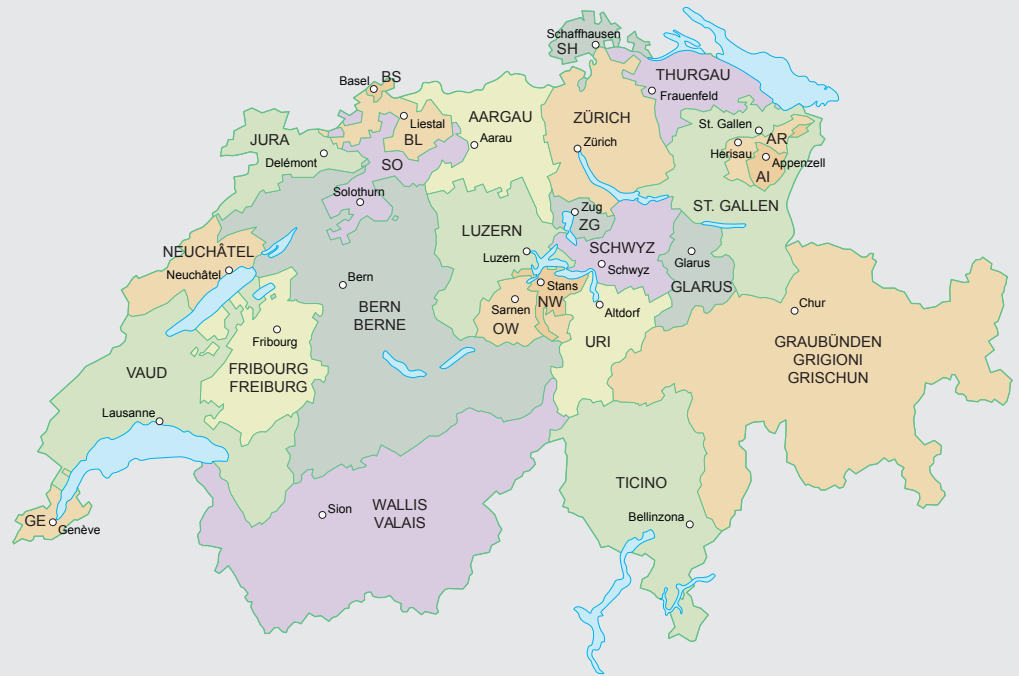 Schaffhausen
SH
BS
Basel
THURGAU
Frauenfeld
AARGAU
ZÜRICH
Liestal
BL
St. Gallen
AR
JURA
Aarau
Zürich
Herisau
Delémont
SO
Appenzell
AI
Solothurn
Zug
ZG
ST. GALLEN
LUZERN
NEUCHÂTEL
SCHWYZ
Luzern
Glarus
Neuchâtel
Schwyz
Bern
Stans
GLARUS
NW
Sarnen
Altdorf
Chur
BERN
BERNE
OW
Fribourg
URI
GRAUBÜNDEN
GRIGIONI
GRISCHUN
VAUD
FRIBOURG
FREIBURG
Lausanne
TICINO
WALLIS
VALAIS
Sion
Bellinzona
GE
Genève